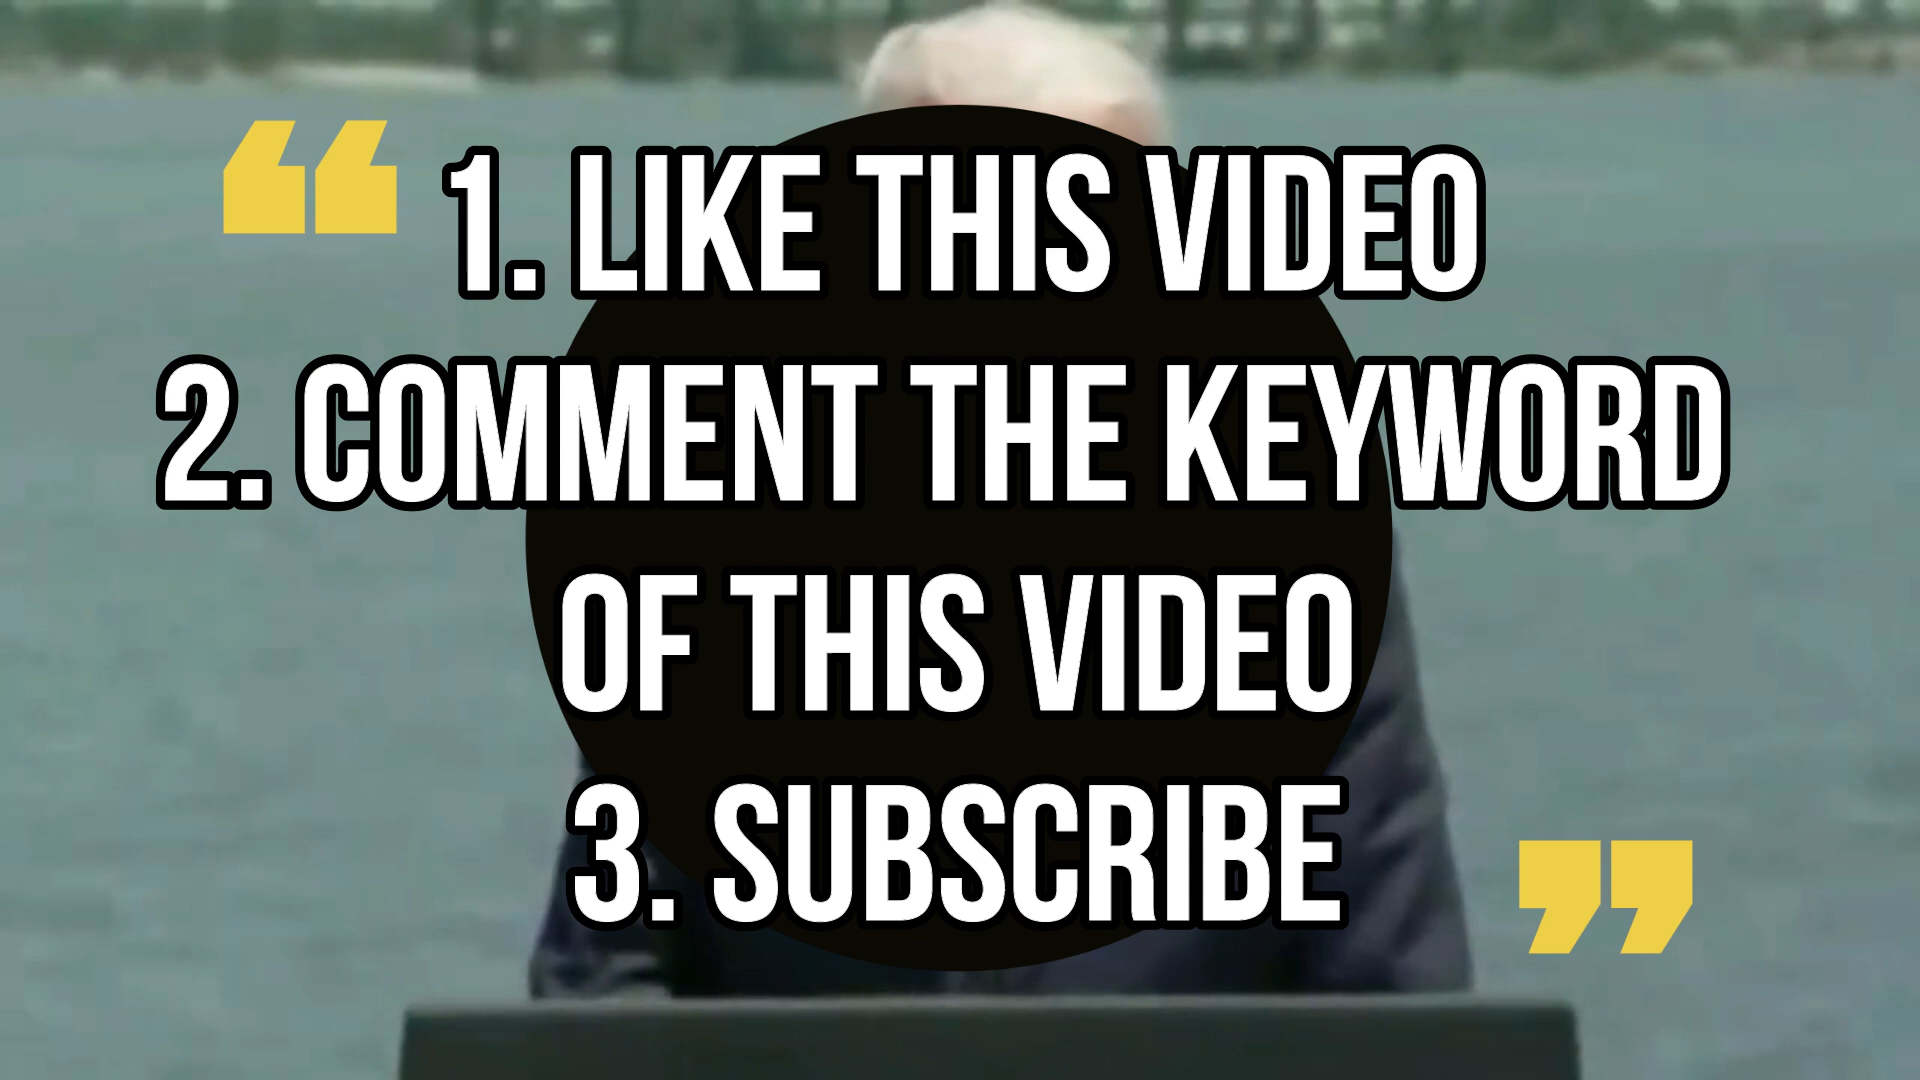 “ 1. LIKE THIS VIDEO
2. COMMENT THE KEYWORD
OF THIS VIDEO
3. SUBSCRIBE ”